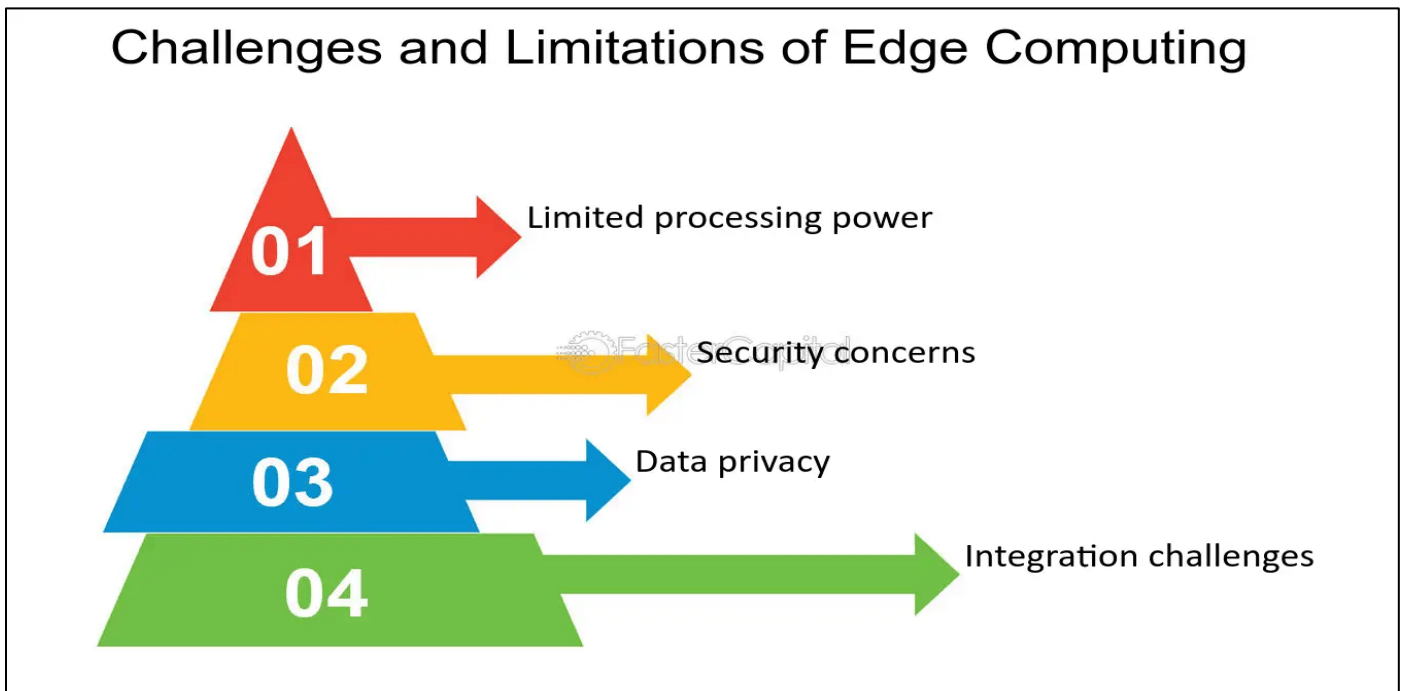 Challenges and Limitations of Edge Computing
01
Limited processing power
02
FasterCapital
Security concerns
03
Data privacy
04
Integration challenges